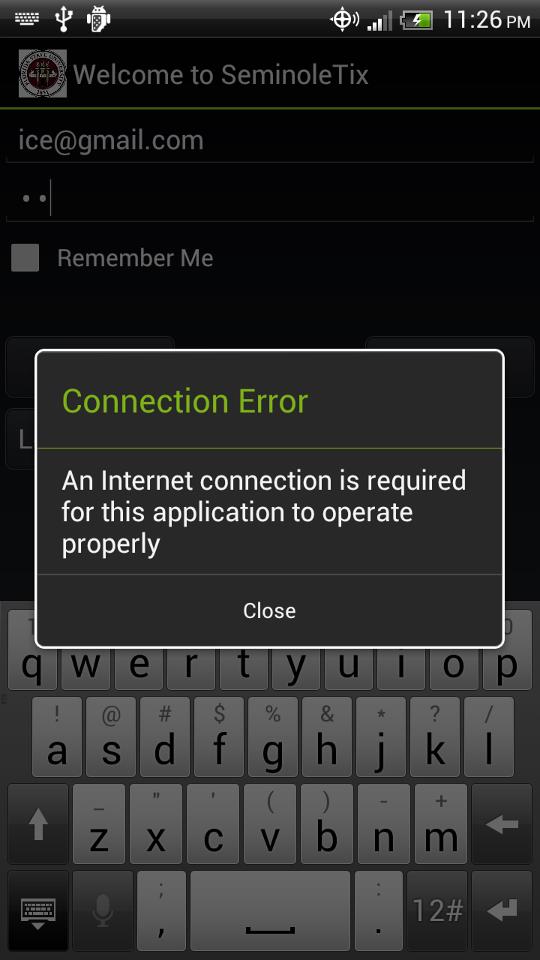 11:26 PM
Welcome to SeminoleTix
ice@gmail.com
Remember Me
L
Connection Error
An Internet connection is required
for this application to operate
properly
Close
q w e r t y u i o p
! @ # $ % & * ? /
a s d f g h j k l
_ " ' ( ) - +
z x c v b n m
; :
, . 12#